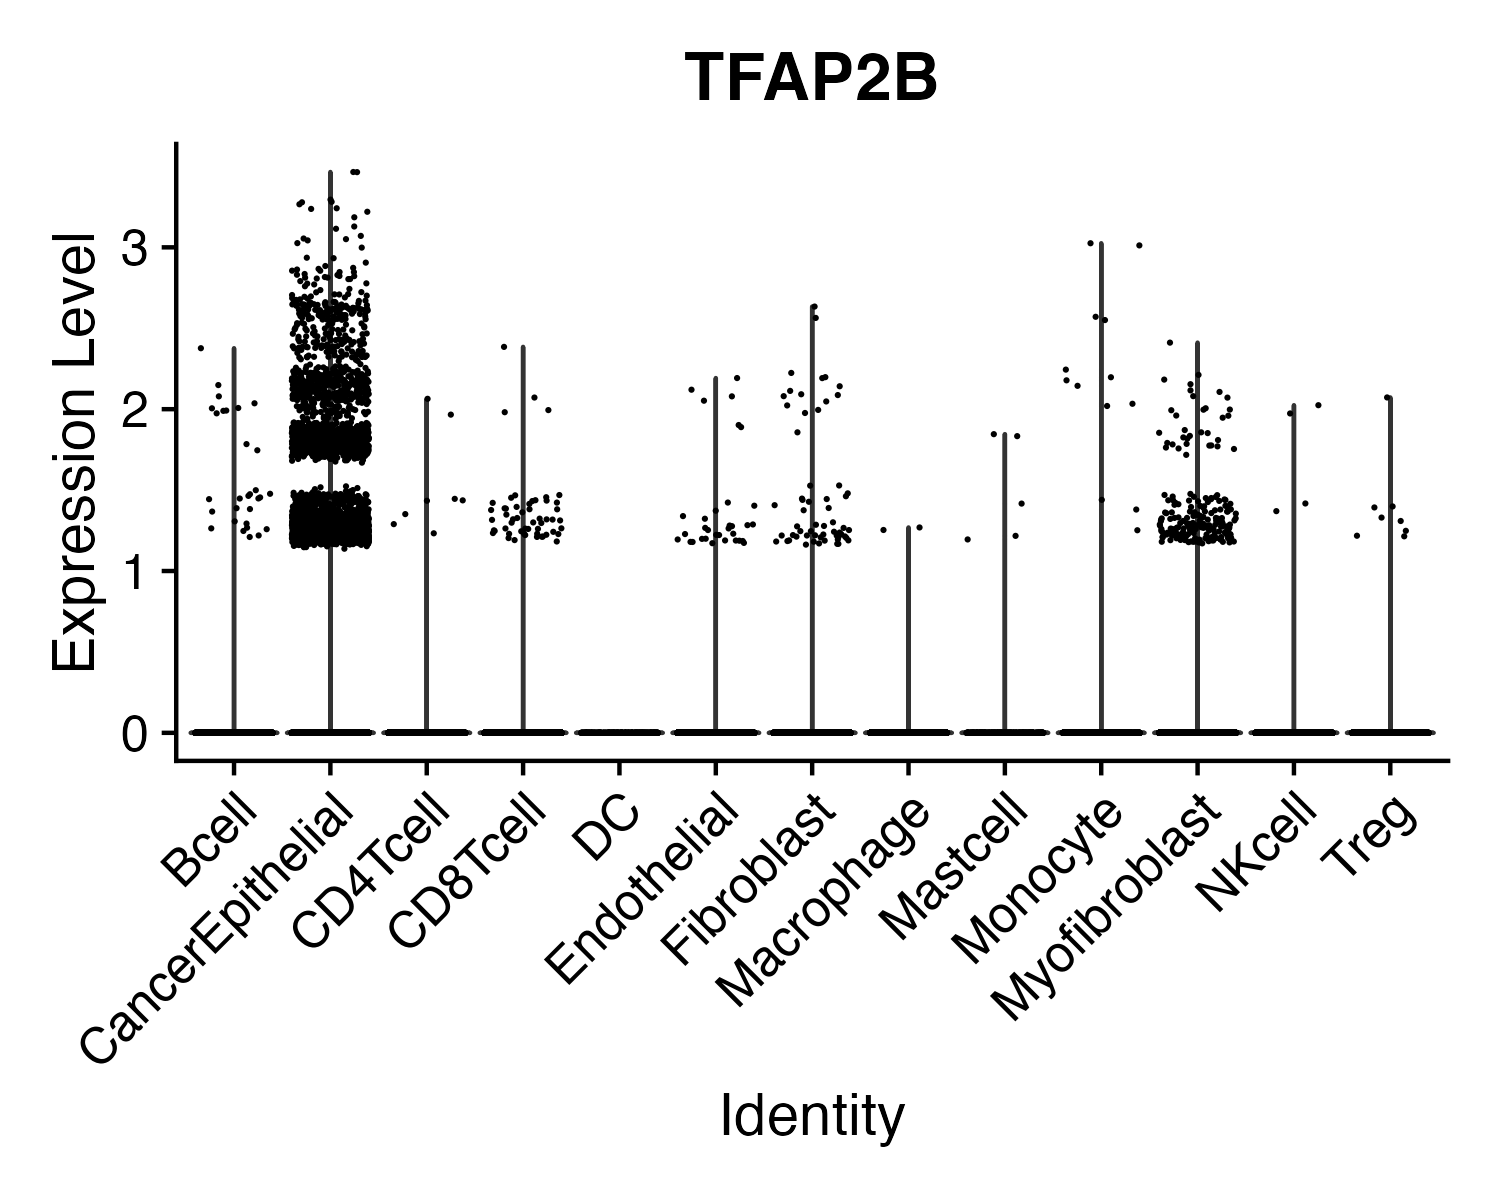 TFAP2B
Expression Level
3
2
1
0
Bcell
CancerEpithelial
CD4Tcell
CD8Tcell
DC
Endothelial
Fibroblast
Macrophage
Mastcell
Monocyte
Myofibroblast
NKcell
Treg
Identity